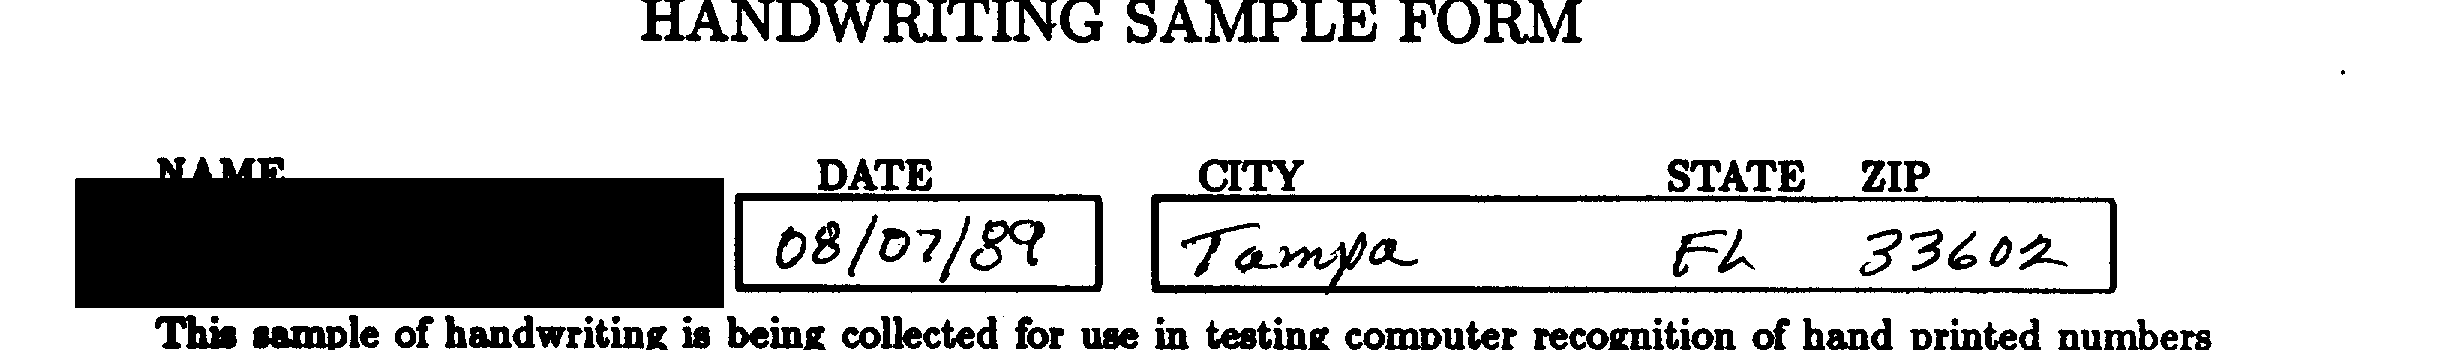 HANDWRITING SAMPLE FORM
NAME DATE CITY STATE ZIP
08/07/89 Tampa FL 33602
This sample of handwriting is being collected for use in testing computer recognition of hand printed numbers